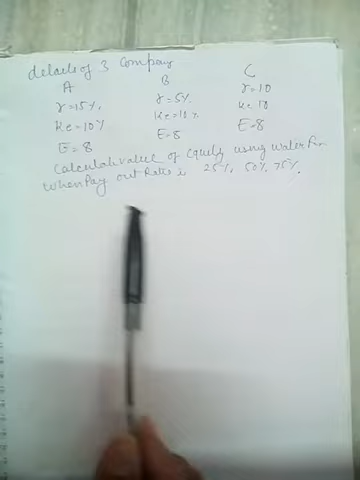 details of 3 Company
A B C
r=15% r=5% r=10
Ke=10% Ke=10% Ke=10
E=8 E=8 E=8
Calculate value of Equity using Walter
when Pay out Ratio is 25%, 50% 75%.